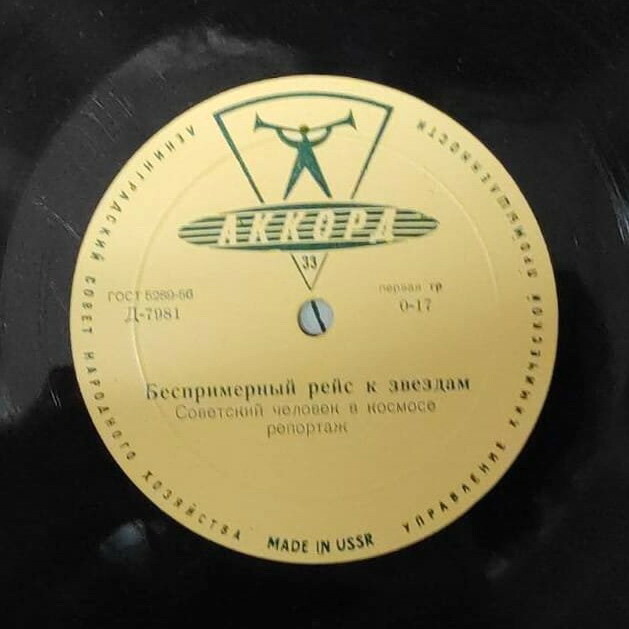 ЛЕНИНГРАДСКИЙ СОВЕТ НАРОДНОГО ХОЗЯЙСТВА
УПРАВЛЕНИЕ ХИМИЧЕСКОЙ ПРОМЫШЛЕННОСТИ
АККОРД
33
ГОСТ 5289-50
первая гр
Д-7981
0-17
Беспримерный рейс к звездам
Советский человек в космосе
репортаж
MADE IN USSR